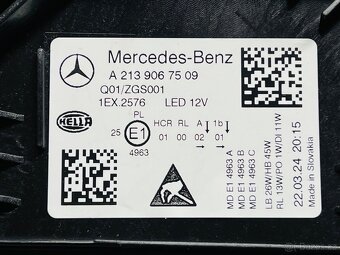 Mercedes-Benz
A 213 906 75 09
Q01/ZGS001
1EX.2576 LED 12V
HELLA
PL
25 E1
4963
HCR RL A 1b
01 00 02 01
MD E1 4963 A
MD E1 4963 B
MD E1 4963 C
LB 26W/HB 45W
RL 13W/PO 1W/DI 11W
22.03.24 20:15
Made in Slovakia